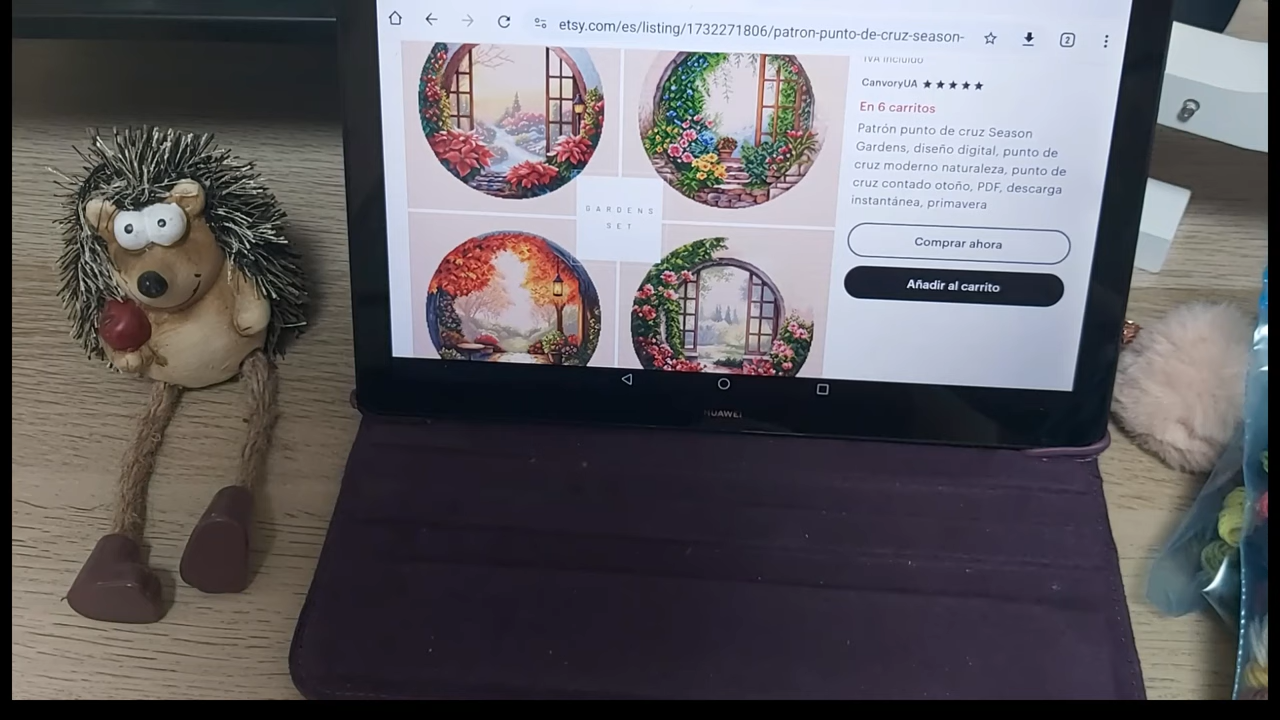 etsy.com/es/listing/1732271806/patron-punto-de-cruz-season-
2
IVA incluido
CanvoryUA ★★★★★
En 6 carritos
Patrón punto de cruz Season
Gardens, diseño digital, punto de
cruz moderno naturaleza, punto de
cruz contado otoño, PDF, descarga
instantánea, primavera
GARDENS
SET
Comprar ahora
Añadir al carrito
HUAWEI